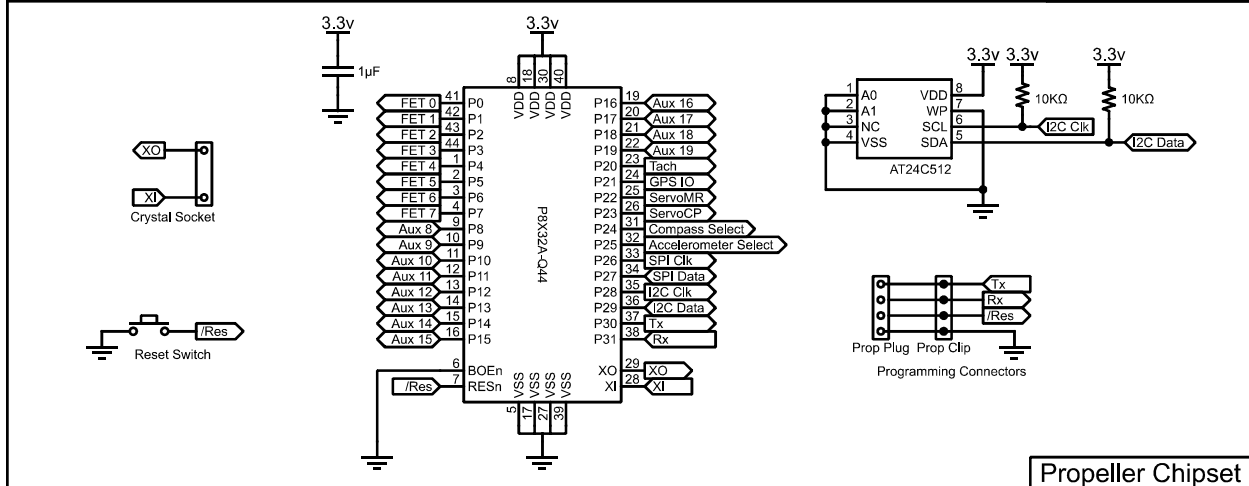 3.3v
1µF
3.3v
8 18 30 40
VDD VDD VDD VDD
FET 0 41 P0
FET 1 42 P1
FET 2 43 P2
FET 3 44 P3
FET 4 1 P4
FET 5 2 P5
FET 6 3 P6
FET 7 4 P7
Aux 8 9 P8
Aux 9 10 P9
Aux 10 11 P10
Aux 11 12 P11
Aux 12 13 P12
Aux 13 14 P13
Aux 14 15 P14
Aux 15 16 P15
6 BOEn
/Res 7 RESn
P8X32A-Q44
P16 19 Aux 16
P17 20 Aux 17
P18 21 Aux 18
P19 22 Aux 19
P20 23 Tach
P21 24 GPS IO
P22 25 ServoMR
P23 26 ServoCP
P24 31 Compass Select
P25 32 Accelerometer Select
P26 33 SPI Clk
P27 34 SPI Data
P28 35 I2C Clk
P29 36 I2C Data
P30 37 Tx
P31 38 Rx
XO 29 XO
XI 28 XI
VSS VSS VSS VSS
5 17 27 39
XO
XI
Crystal Socket
/Res
Reset Switch
3.3v 3.3v 3.3v
10KΩ
10KΩ
1 A0
2 A1
3 NC
4 VSS
VDD 8
WP 7
SCL 6
SDA 5
I2C Clk
I2C Data
AT24C512
Tx
Rx
/Res
Prop Plug Prop Clip
Programming Connectors
Propeller Chipset